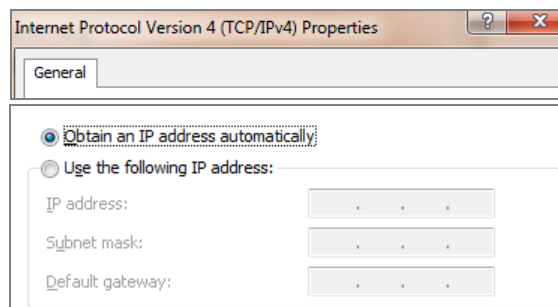 Internet Protocol Version 4 (TCP/IPv4) Properties ? X
General
Obtain an IP address automatically
Use the following IP address:
IP address: . . .
Subnet mask: . . .
Default gateway: . . .